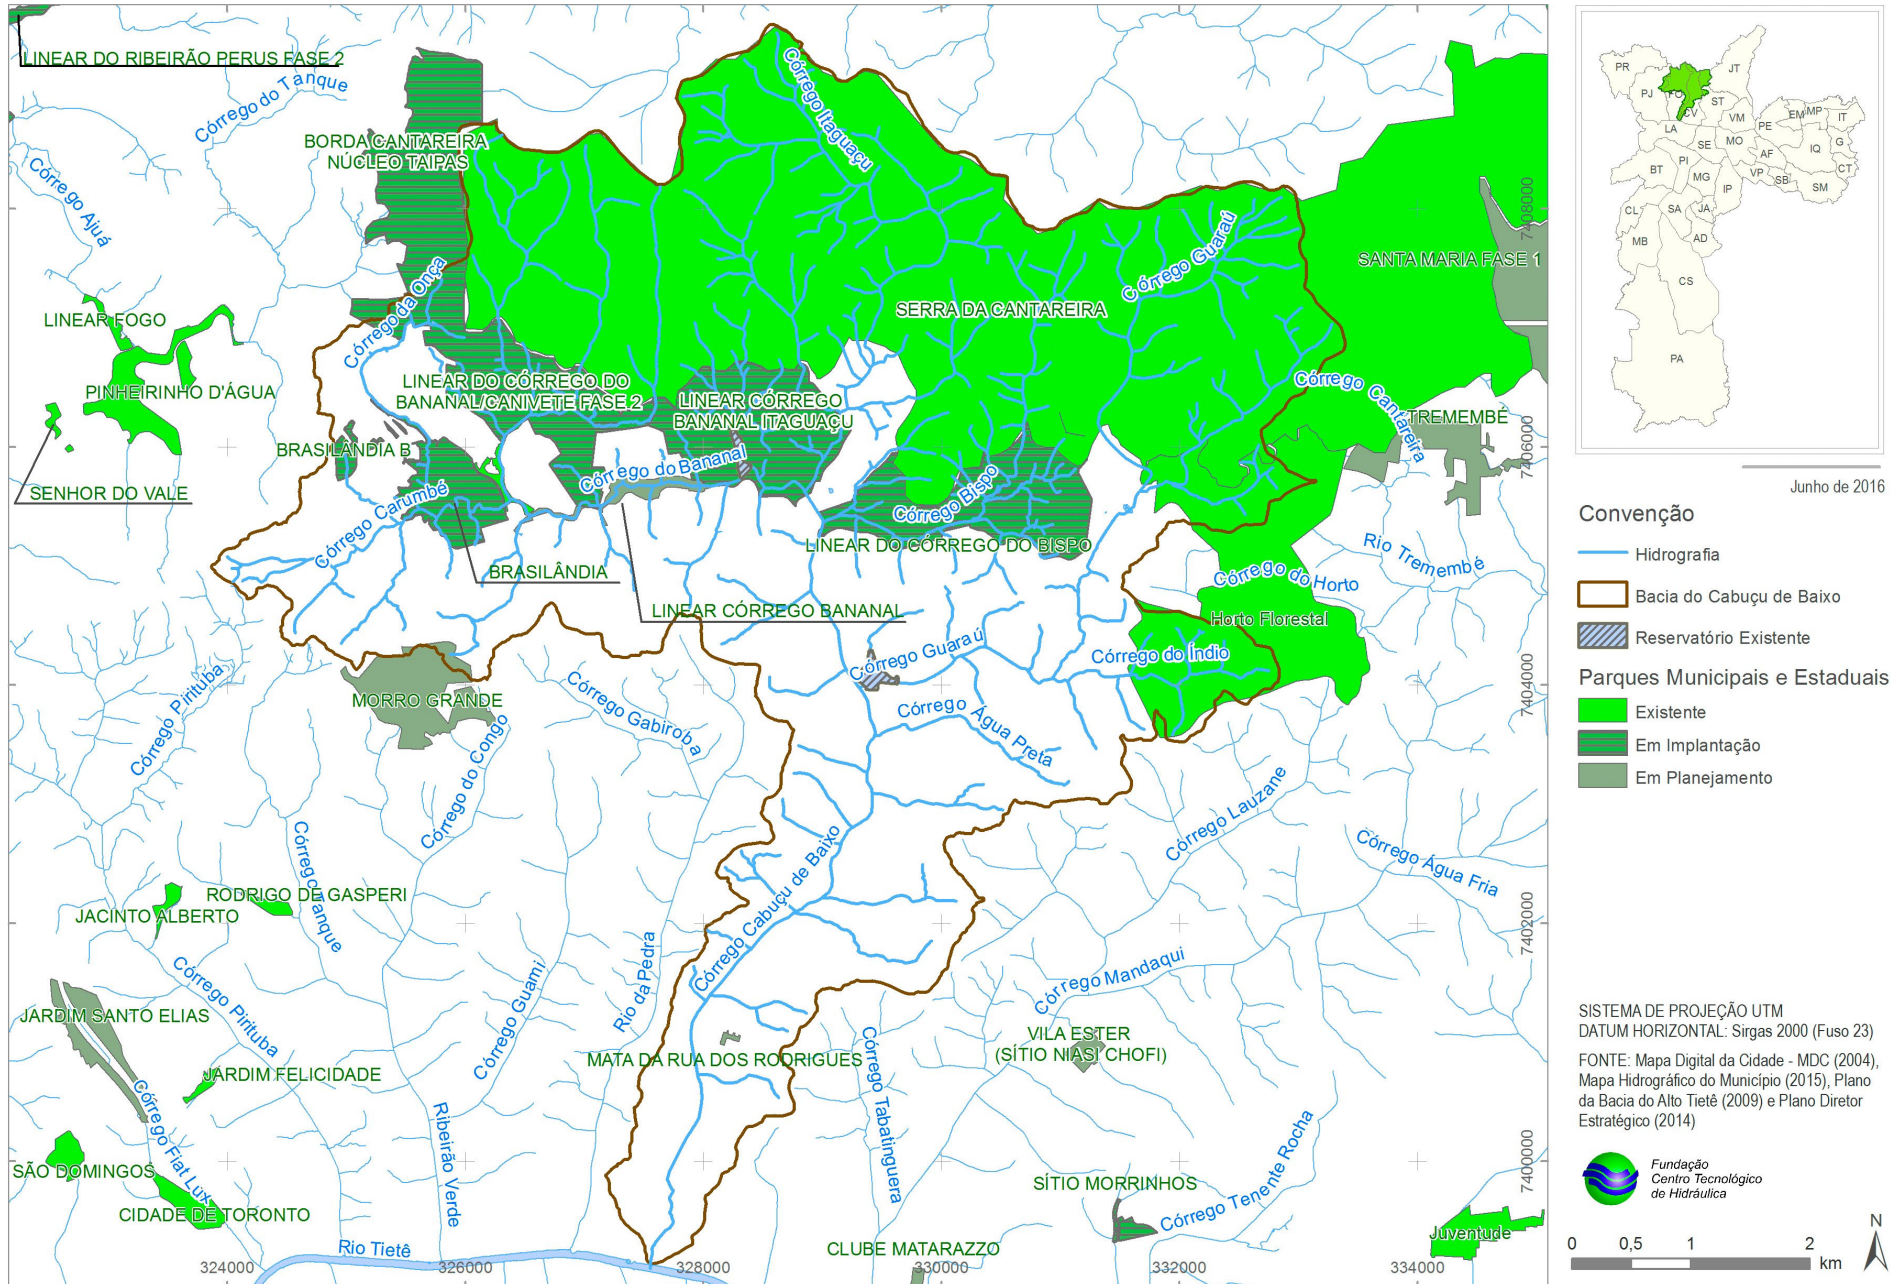 LINEAR DO RIBEIRÃO PERUS FASE 2
Córrego do Tanque
BORDA CANTAREIRA
NÚCLEO TAIPAS
Córrego Itaguaçu
Córrego Ajuá
Córrego da Onça
Córrego Guaraú
SANTA MARIA FASE 1
SERRA DA CANTAREIRA
LINEAR FOGO
PINHEIRINHO D'ÁGUA
LINEAR DO CÓRREGO DO
BANANAL/CANIVETE FASE 2
LINEAR CÓRREGO
BANANAL ITAGUAÇU
Córrego Cantareira
TREMEMBÉ
BRASILÂNDIA B
SENHOR DO VALE
Córrego do Bananal
Córrego Carumbé
Córrego Bispo
LINEAR DO CÓRREGO DO BISPO
BRASILÂNDIA
LINEAR CÓRREGO BANANAL
Rio Tremembé
Córrego do Horto
Horto Florestal
Córrego Guaraú
Córrego do Índio
Córrego Pirituba
MORRO GRANDE
Córrego do Congo
Córrego Gabiroba
Córrego Água Preta
Córrego Lauzane
Córrego Água Fria
Córrego Tanque
Córrego Cabuçu de Baixo
RODRIGO DE GASPERI
JACINTO ALBERTO
Córrego Pirituba
Córrego Guami
Rio da Pedra
Córrego Mandaqui
JARDIM SANTO ELIAS
JARDIM FELICIDADE
MATA DA RUA DOS RODRIGUES
VILA ESTER
(SÍTIO NIASI CHOFI)
Córrego Tabatinguera
Córrego Fiat Lux
Ribeirão Verde
SÃO DOMINGOS
CIDADE DE TORONTO
SÍTIO MORRINHOS
Córrego Tenente Rocha
Juventude
CLUBE MATARAZZO
Rio Tietê
324000
326000
328000
330000
332000
334000
7408000
7406000
7404000
7402000
7400000
PR
JT
PJ
FO
CV
ST
VM
EM
MP
IT
LA
PE
SE
MO
AF
IQ
G
BT
PI
MG
IP
VP
SB
CT
SM
CL
SA
JA
MB
AD
CS
PA
Junho de 2016
Convenção
Hidrografia
Bacia do Cabuçu de Baixo
Reservatório Existente
Parques Municipais e Estaduais
Existente
Em Implantação
Em Planejamento
SISTEMA DE PROJEÇÃO UTM
DATUM HORIZONTAL: Sirgas 2000 (Fuso 23)
FONTE: Mapa Digital da Cidade - MDC (2004),
Mapa Hidrográfico do Município (2015), Plano
da Bacia do Alto Tietê (2009) e Plano Diretor
Estratégico (2014)
Fundação
Centro Tecnológico
de Hidráulica
N
0 0,5 1 2
km